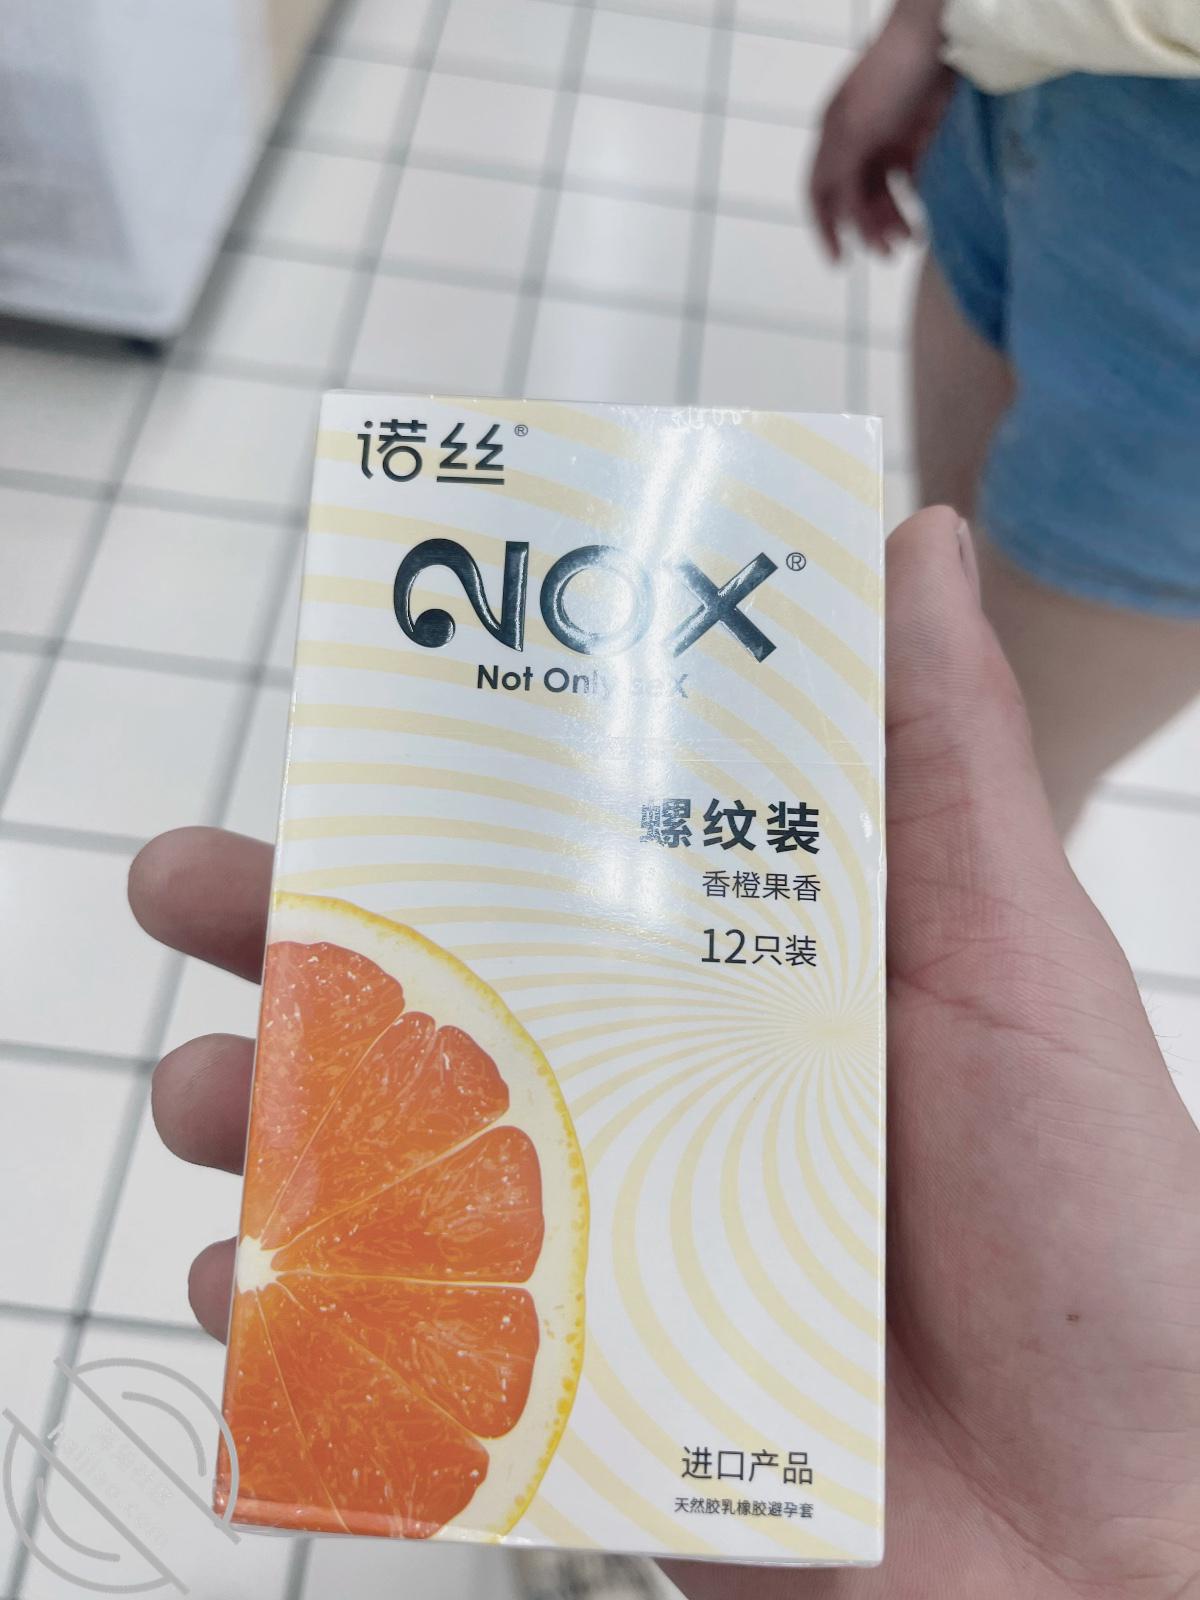 诺丝®
NOX®
Not Only seX
螺纹装
香橙果香
12只装
进口产品
天然胶乳橡胶避孕套